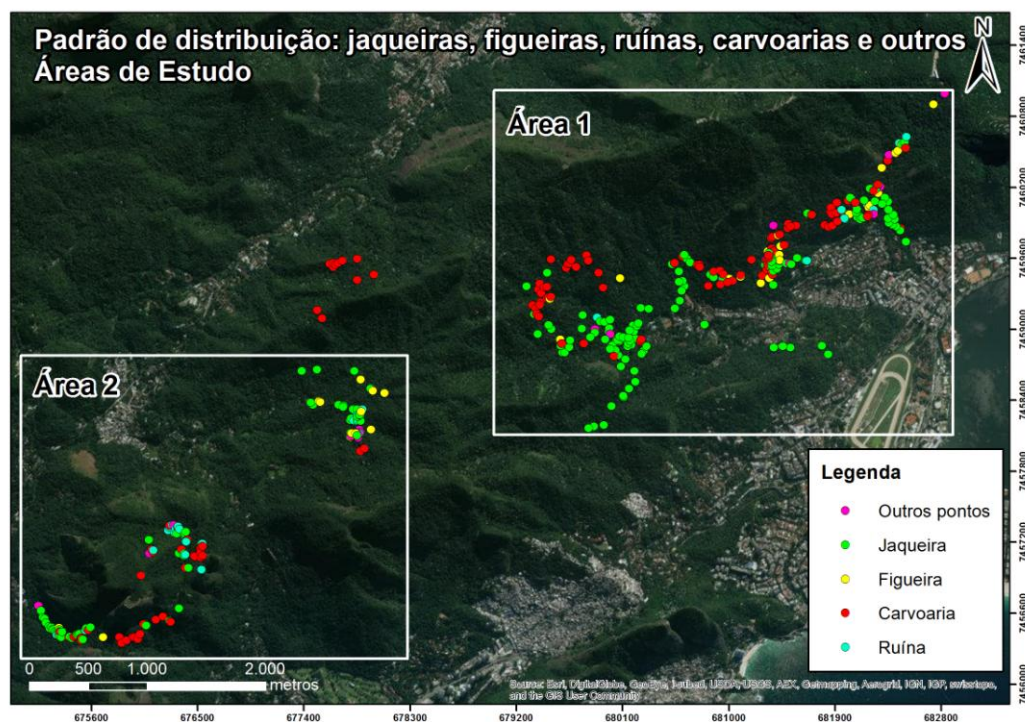 Padrão de distribuição: jaqueiras, figueiras, ruínas, carvoarias e outros
Áreas de Estudo
N
Área 1
Área 2
Legenda
Outros pontos
Jaqueira
Figueira
Carvoaria
Ruína
0 500 1.000 2.000
metros
Source: Esri, DigitalGlobe, GeoEye, i-cubed, USDA, USGS, AEX, Getmapping, Aerogrid, IGN, IGP, swisstopo,
and the GIS User Community
675600 676500 677400 678300 679200 680100 681000 681900 682800
7461400
7460800
7460200
7459600
7459000
7458400
7457800
7457200
7456600
7456000